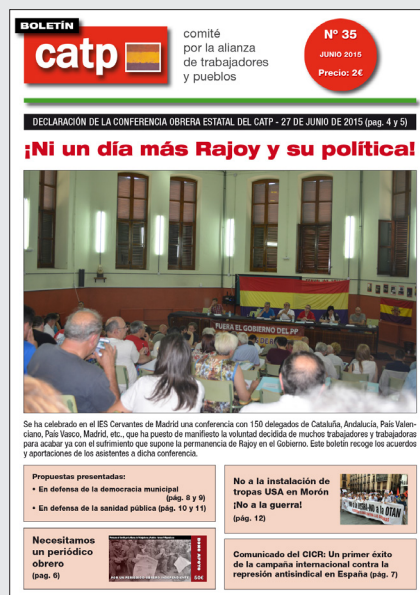 BOLETÍN
catp
comité
por la alianza
de trabajadores
y pueblos
Nº 35
JUNIO 2015
Precio: 2€
DECLARACIÓN DE LA CONFERENCIA OBRERA ESTATAL DEL CATP - 27 DE JUNIO DE 2015 (pag. 4 y 5)
¡Ni un día más Rajoy y su política!
FUERA EL GOBIERNO DEL PP
Se ha celebrado en el IES Cervantes de Madrid una conferencia con 150 delegados de Cataluña, Andalucía, País Valen-
ciano, País Vasco, Madrid, etc., que ha puesto de manifiesto la voluntad decidida de muchos trabajadores y trabajadoras
para acabar ya con el sufrimiento que supone la permanencia de Rajoy en el Gobierno. Este boletín recoge los acuerdos
y aportaciones de los asistentes a dicha conferencia.
Propuestas presentadas:
• En defensa de la democracia municipal
(pág. 8 y 9)
• En defensa de la sanidad pública (pág. 10 y 11)
No a la instalación de
tropas USA en Morón
¡No a la guerra!
(pág. 12)
NO a la OTAN
Necesitamos
un periódico
obrero
(pag. 6)
50€
Comunicado del CICR: Un primer éxito
de la campaña internacional contra la
represión antisindical en España (pág. 7)